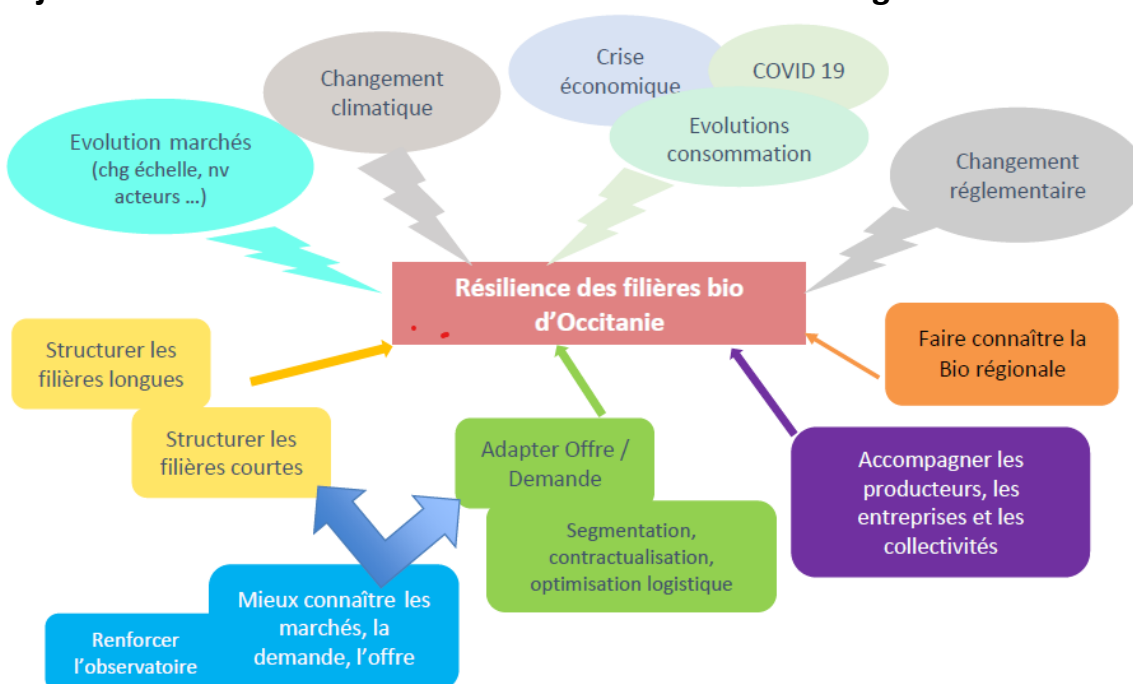 Crise
économique
COVID 19
Changement
climatique
Evolutions
consommation
Evolution marchés
(chg échelle, nv
acteurs ...)
Changement
réglementaire
Résilience des filières bio
d'Occitanie
Structurer les
filières longues
Faire connaître la
Bio régionale
Structurer les
filières courtes
Adapter Offre /
Demande
Accompagner les
producteurs, les
entreprises et les
collectivités
Segmentation,
contractualisation,
optimisation logistique
Mieux connaître les
marchés, la
demande, l'offre
Renforcer
l'observatoire